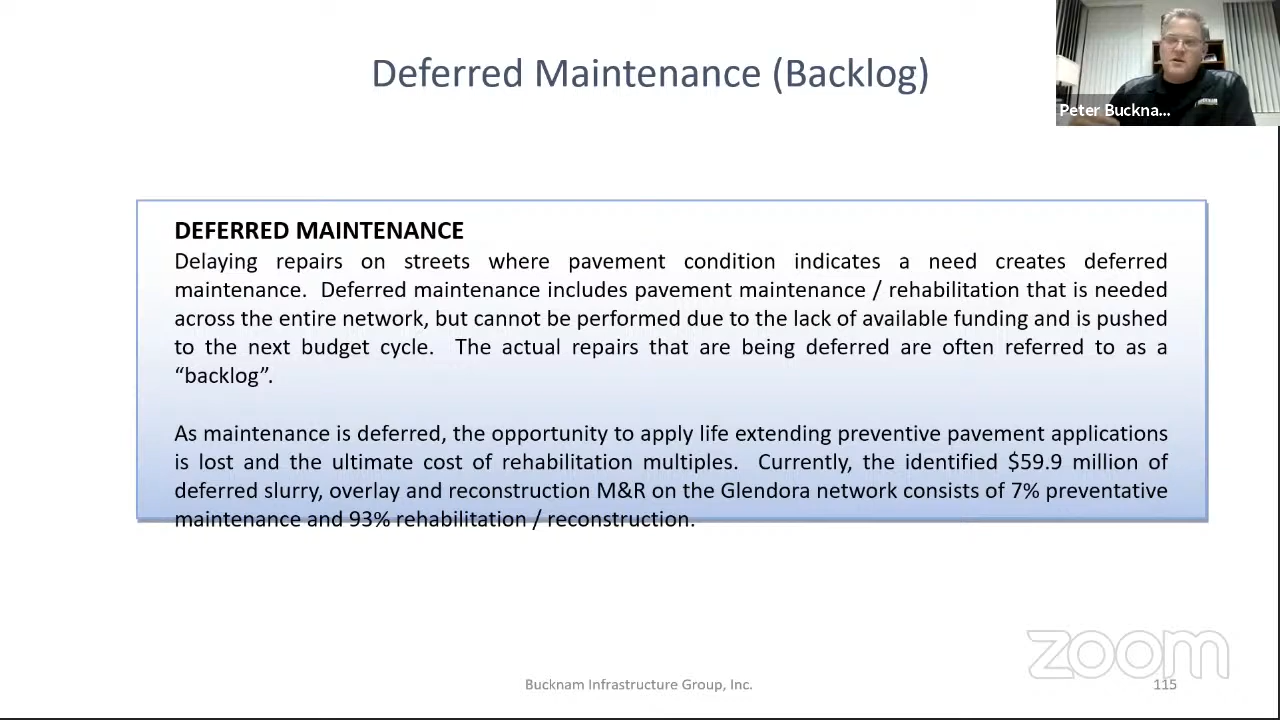 Deferred Maintenance (Backlog)
Peter Buckna...
DEFERRED MAINTENANCE
Delaying repairs on streets where pavement condition indicates a need creates deferred
maintenance. Deferred maintenance includes pavement maintenance / rehabilitation that is needed
across the entire network, but cannot be performed due to the lack of available funding and is pushed
to the next budget cycle. The actual repairs that are being deferred are often referred to as a
“backlog”.
As maintenance is deferred, the opportunity to apply life extending preventive pavement applications
is lost and the ultimate cost of rehabilitation multiples. Currently, the identified $59.9 million of
deferred slurry, overlay and reconstruction M&R on the Glendora network consists of 7% preventative
maintenance and 93% rehabilitation / reconstruction.
zoom
Bucknam Infrastructure Group, Inc.
115